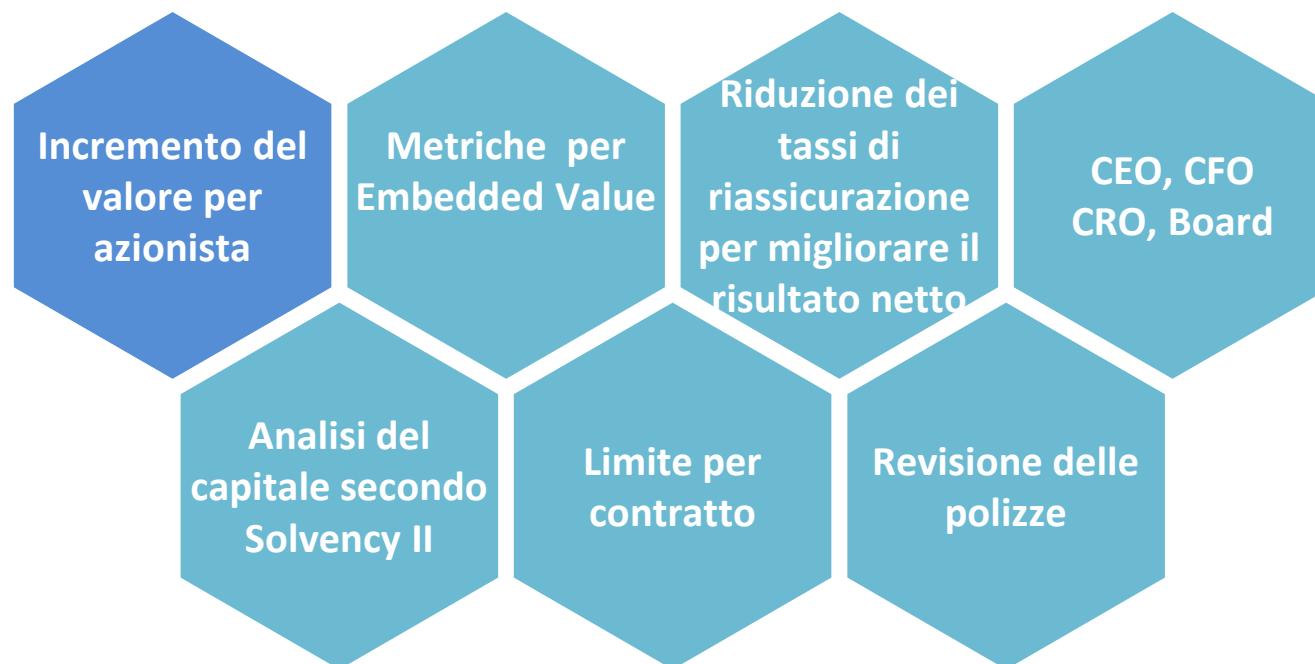 Incremento del
valore per
azionista
Metriche  per
Embedded Value
Riduzione dei
tassi di
riassicurazione
per migliorare il
risultato netto
CEO, CFO
CRO, Board
Analisi del
capitale secondo
Solvency II
Limite per
contratto
Revisione delle
polizze